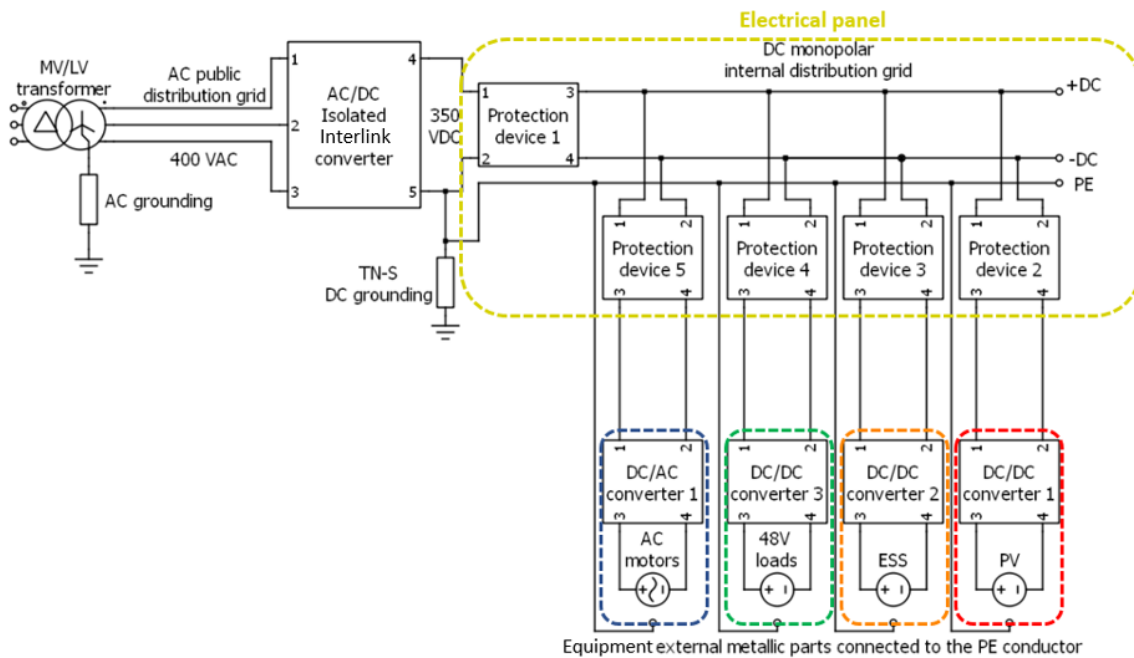 Electrical panel
MV/LV
transformer
AC public
distribution grid
400 VAC
AC grounding
1
2
3
4
5
AC/DC
Isolated
Interlink
converter
350
VDC
TN-S
DC grounding
DC monopolar
internal distribution grid
1
2
3
4
Protection
device 1
+DC
-DC
PE
1 2
Protection
device 5
3 4
1 2
Protection
device 4
3 4
1 2
Protection
device 3
3 4
1 2
Protection
device 2
3 4
1 2
DC/AC
converter 1
3 4
AC
motors
+ -
1 2
DC/DC
converter 3
3 4
48V
loads
+ -
1 2
DC/DC
converter 2
3 4
ESS
+ -
1 2
DC/DC
converter 1
3 4
PV
+ -
Equipment external metallic parts connected to the PE conductor